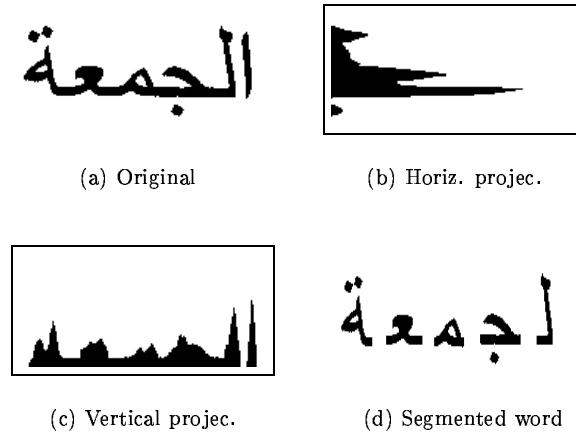 الجمعة
(a) Original
(b) Horiz. projec.
ل ج م ع ة
(c) Vertical projec.
(d) Segmented word